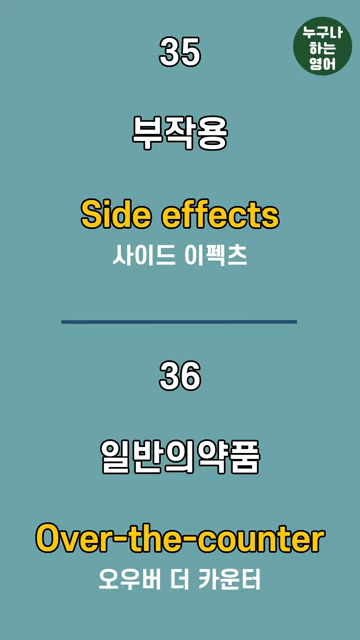 35
누구나
하는
영어
부작용
Side effects
사이드 이펙츠
36
일반의약품
Over-the-counter
오우버 더 카운터